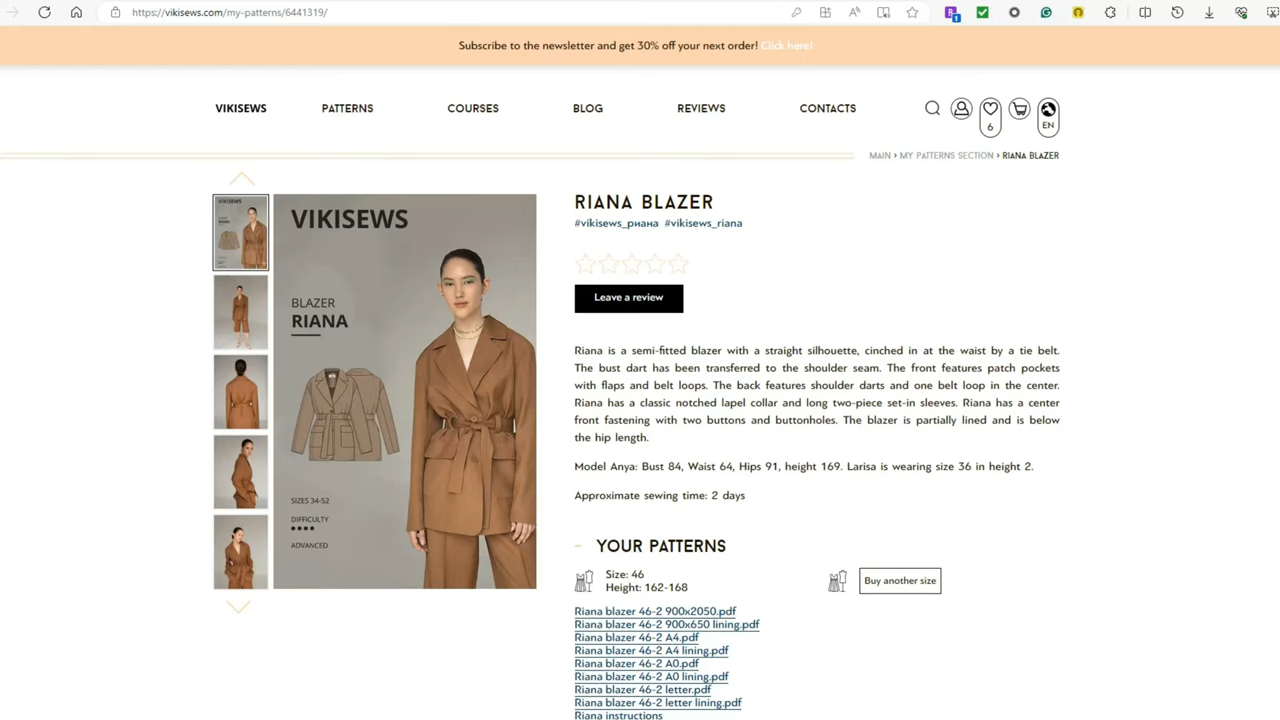 https://vikisews.com/my-patterns/6441319/
Subscribe to the newsletter and get 30% off your next order! Click here!
VIKISEWS
PATTERNS
COURSES
BLOG
REVIEWS
CONTACTS
6
EN
MAIN > MY PATTERNS SECTION > RIANA BLAZER
VIKISEWS
BLAZER
RIANA
SIZES 34-52
DIFFICULTY
ADVANCED
RIANA BLAZER
#vikisews_риана #vikisews_riana
Leave a review
Riana is a semi-fitted blazer with a straight silhouette, cinched in at the waist by a tie belt.
The bust dart has been transferred to the shoulder seam. The front features patch pockets
with flaps and belt loops. The back features shoulder darts and one belt loop in the center.
Riana has a classic notched lapel collar and long two-piece set-in sleeves. Riana has a center
front fastening with two buttons and buttonholes. The blazer is partially lined and is below
the hip length.
Model Anya: Bust 84, Waist 64, Hips 91, height 169. Larisa is wearing size 36 in height 2.
Approximate sewing time: 2 days
YOUR PATTERNS
Size: 46
Height: 162-168
Buy another size
Riana blazer 46-2 900x2050.pdf
Riana blazer 46-2 900x650 lining.pdf
Riana blazer 46-2 A4.pdf
Riana blazer 46-2 A4 lining.pdf
Riana blazer 46-2 A0.pdf
Riana blazer 46-2 A0 lining.pdf
Riana blazer 46-2 letter.pdf
Riana blazer 46-2 letter lining.pdf
Riana instructions